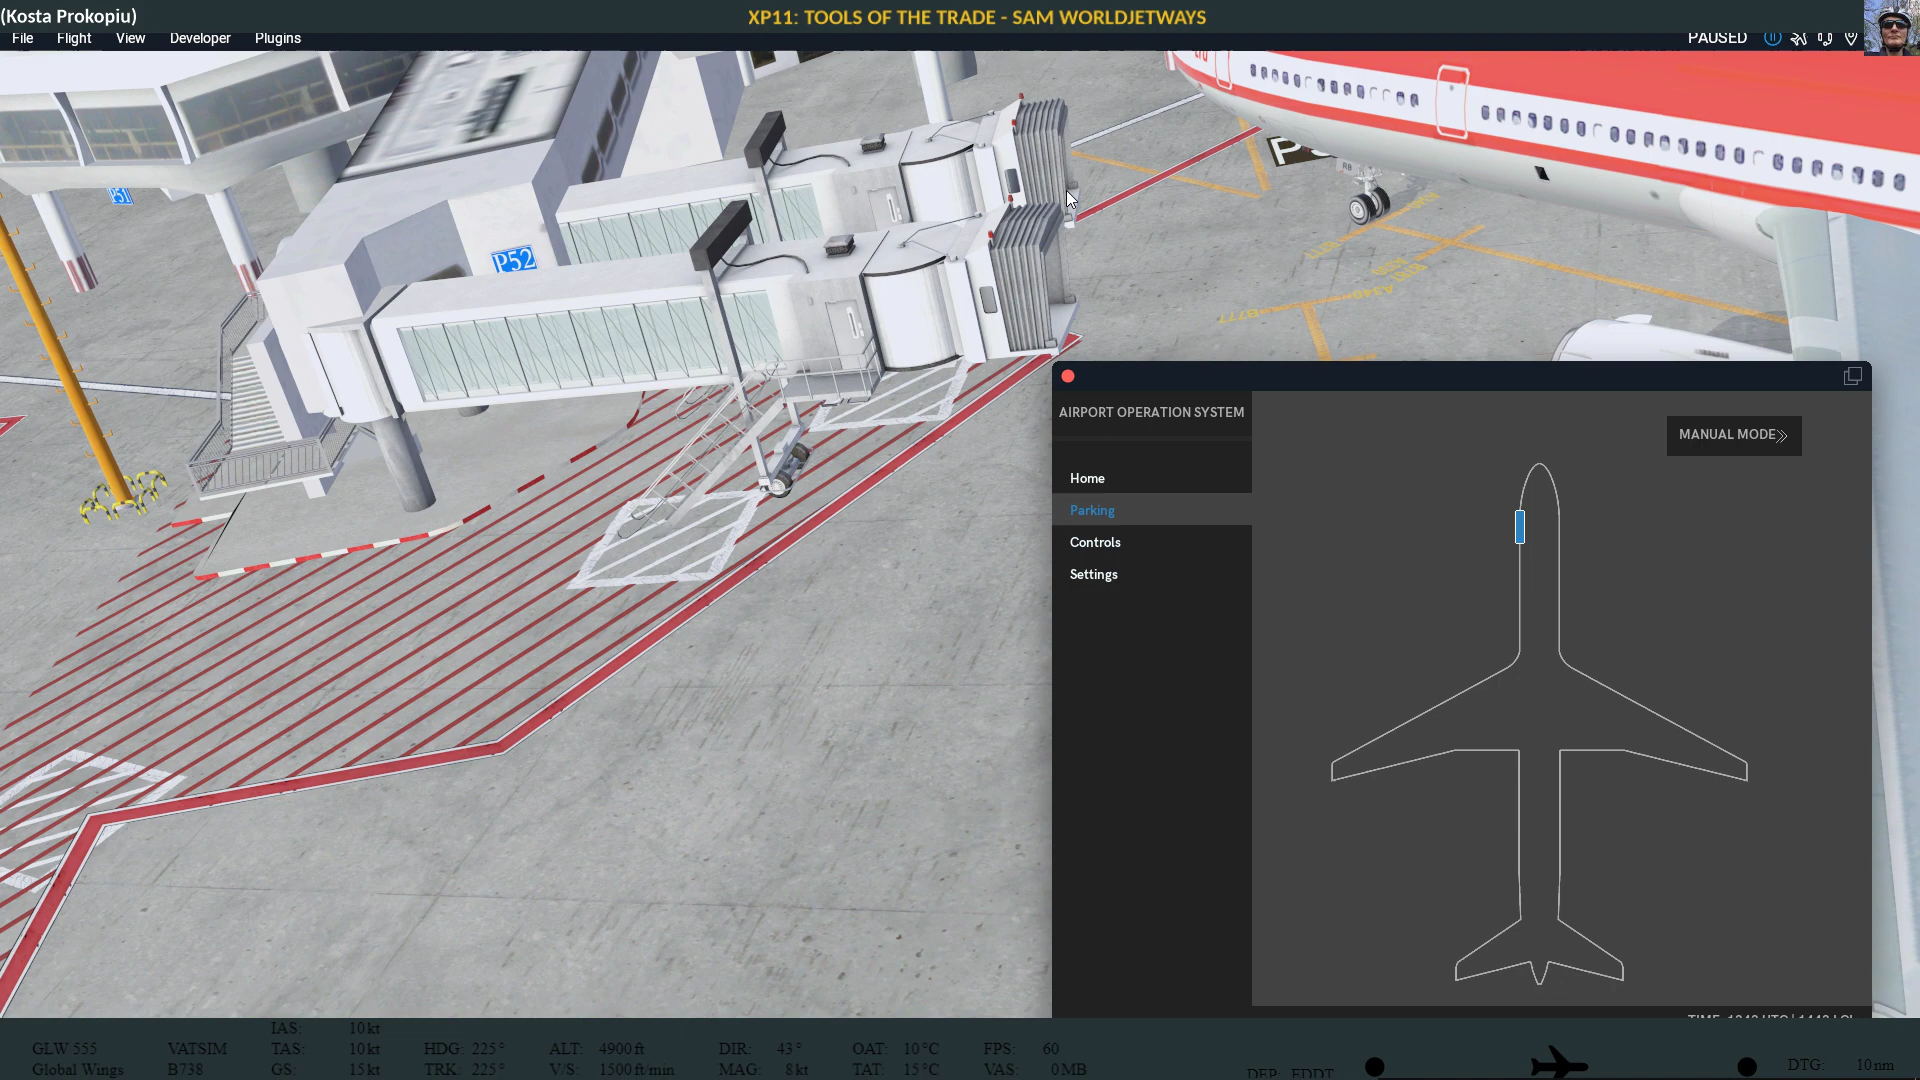 (Kosta Prokopiu)
XP11: TOOLS OF THE TRADE - SAM WORLDJETWAYS
File Flight View Developer Plugins PAUSED
P51
P52
R8
B777
AIRPORT OPERATION SYSTEM
MANUAL MODE
Home
Parking
Controls
Settings
IAS: 10 kt
GLW 555 VATSIM TAS: 10 kt HDG: 225° ALT: 4900 ft DIR: 43° OAT: 10°C FPS: 60
Global Wings B738 GS: 15 kt TRK: 225° V/S: 1500 ft/min MAG: 8 kt TAT: 15°C VAS: 0MB
DEP: EDDT DTG: 10 nm